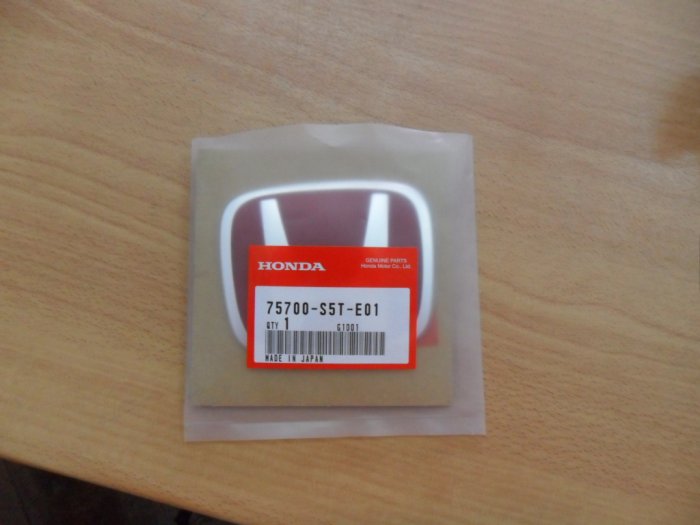 HONDA
GENUINE PARTS
Honda Motor Co., Ltd.
75700-S5T-E01
QTY 1 G1001
MADE IN JAPAN